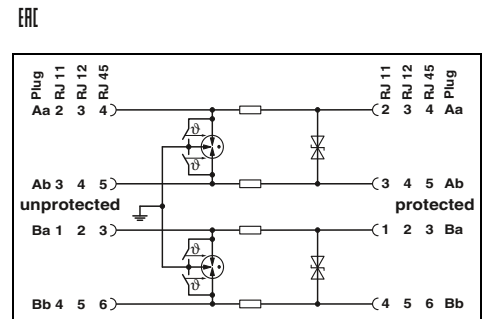 EAC
Plug RJ 11 RJ 12 RJ 45 RJ 11 RJ 12 RJ 45 Plug
Aa 2 3 4 2 3 4 Aa
ϑ
ϑ
Ab 3 4 5 3 4 5 Ab
unprotected protected
Ba 1 2 3 1 2 3 Ba
ϑ
ϑ
Bb 4 5 6 4 5 6 Bb